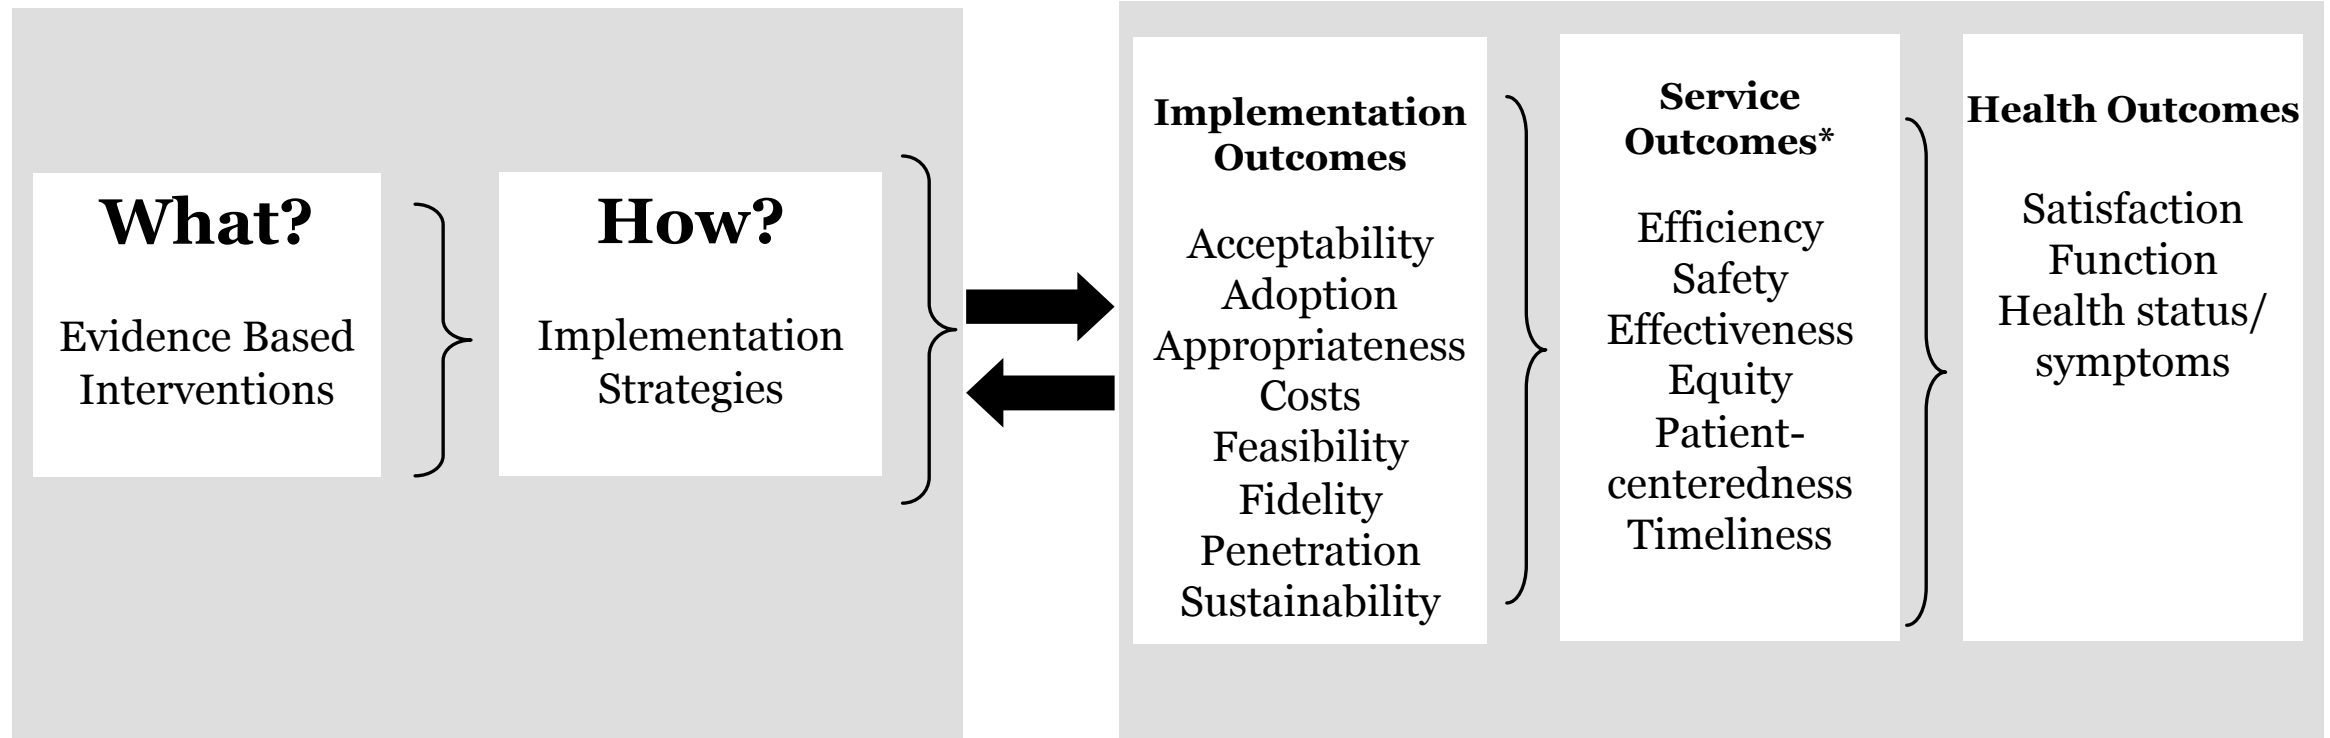 What?
Evidence Based
Interventions
How?
Implementation
Strategies
Implementation
Outcomes
Acceptability
Adoption
Appropriateness
Costs
Feasibility
Fidelity
Penetration
Sustainability
Service
Outcomes*
Efficiency
Safety
Effectiveness
Equity
Patient-
centeredness
Timeliness
Health Outcomes
Satisfaction
Function
Health status/
symptoms